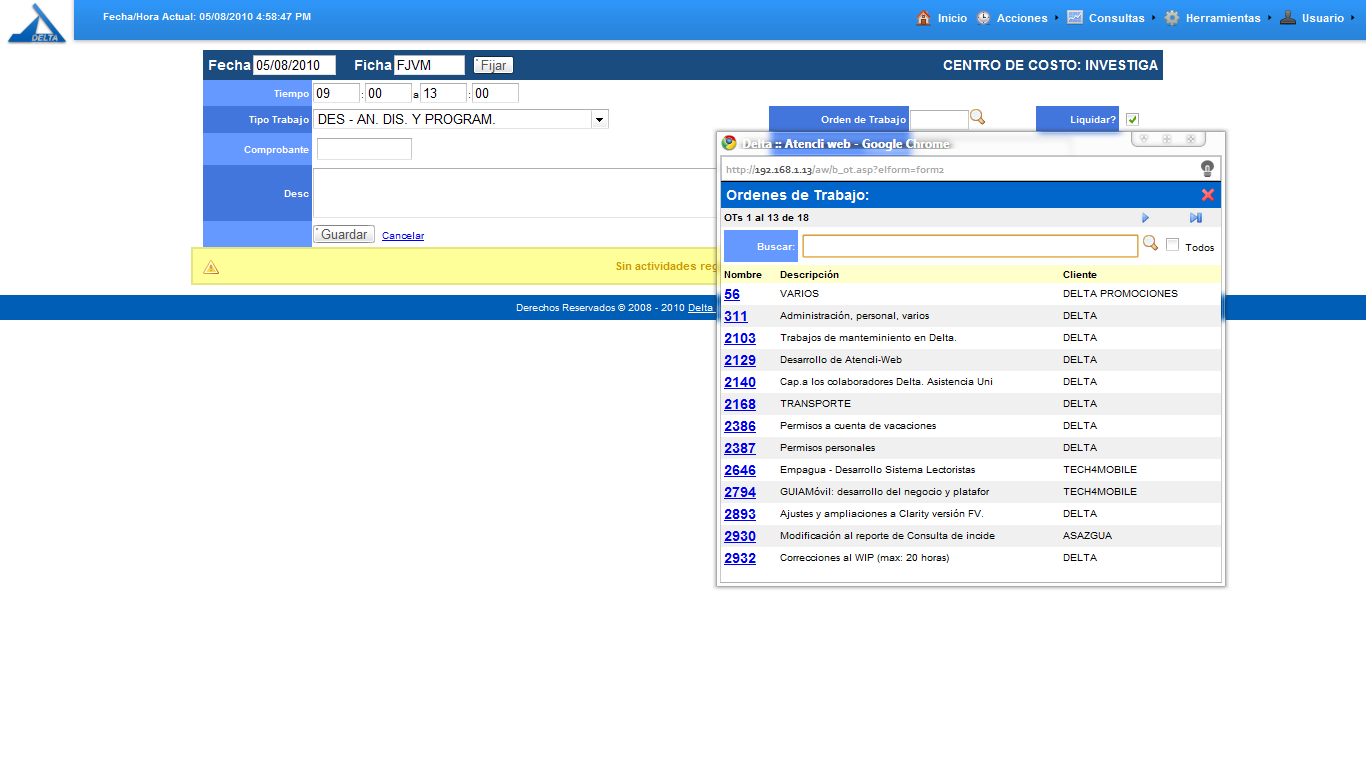 Fecha/Hora Actual: 05/08/2010 4:58:47 PM
Inicio Acciones Consultas Herramientas Usuario
DELTA
Fecha 05/08/2010 Ficha FJVM Fijar CENTRO DE COSTO: INVESTIGA
Tiempo 09 : 00 a 13 : 00
Tipo Trabajo DES - AN. DIS. Y PROGRAM. Orden de Trabajo Liquidar?
Comprobante
Desc
Guardar Cancelar
Sin actividades reg
Derechos Reservados © 2008 - 2010 Delta
Delta :: Atencli web - Google Chrome
http://192.168.1.13/aw/b_ot.asp?elform=form2
Ordenes de Trabajo:
OTs 1 al 13 de 18
Buscar: Todos
Nombre Descripción Cliente
56 VARIOS DELTA PROMOCIONES
311 Administración, personal, varios DELTA
2103 Trabajos de manteminiento en Delta. DELTA
2129 Desarrollo de Atencli-Web DELTA
2140 Cap.a los colaboradores Delta. Asistencia Uni DELTA
2168 TRANSPORTE DELTA
2386 Permisos a cuenta de vacaciones DELTA
2387 Permisos personales DELTA
2646 Empagua - Desarrollo Sistema Lectoristas TECH4MOBILE
2794 GUIAMóvil: desarrollo del negocio y platafor TECH4MOBILE
2893 Ajustes y ampliaciones a Clarity versión FV. DELTA
2930 Modificación al reporte de Consulta de incide ASAZGUA
2932 Correcciones al WIP (max: 20 horas) DELTA